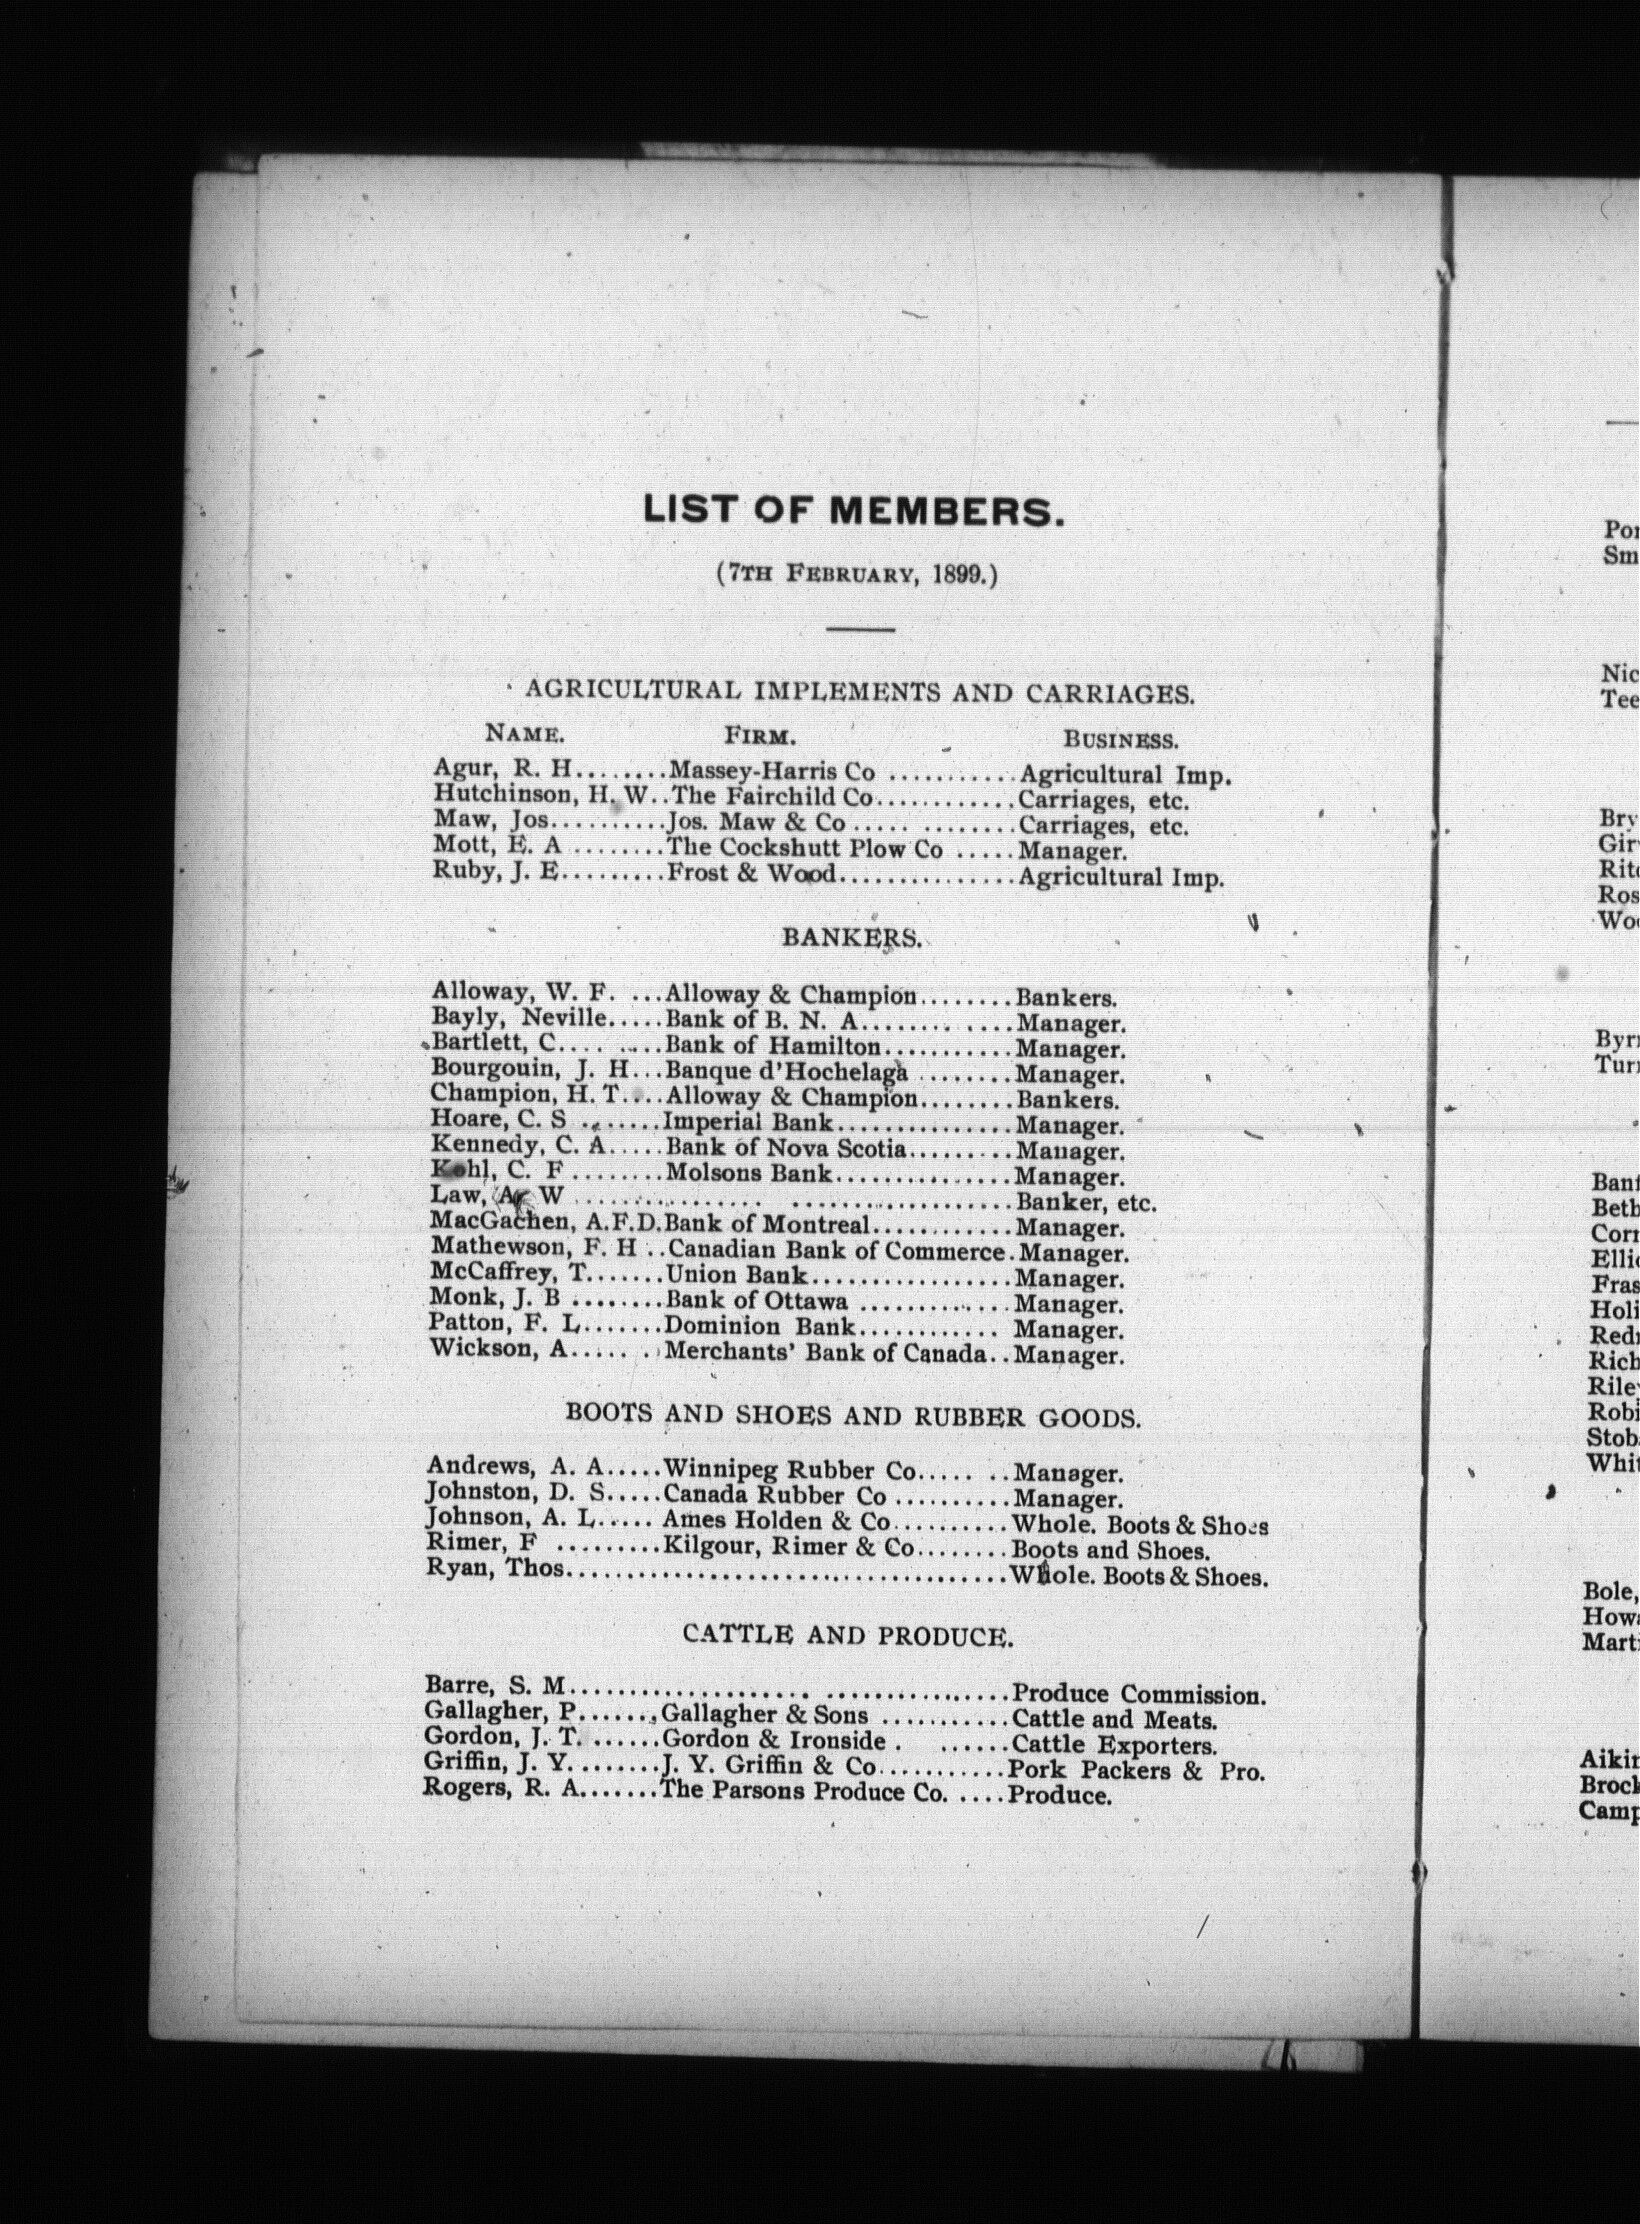 LIST OF MEMBERS.
(7TH FEBRUARY, 1899.)
AGRICULTURAL IMPLEMENTS AND CARRIAGES.
NAME. FIRM. BUSINESS.
Agur, R. H........Massey-Harris Co ...........Agricultural Imp.
Hutchinson, H. W..The Fairchild Co............Carriages, etc.
Maw, Jos..........Jos. Maw & Co ..... ........Carriages, etc.
Mott, E. A ........The Cockshutt Plow Co .....Manager.
Ruby, J. E.........Frost & Wood...............Agricultural Imp.
BANKERS.
Alloway, W. F. ...Alloway & Champion........Bankers.
Bayly, Neville.....Bank of B. N. A........ ....Manager.
Bartlett, C.... ....Bank of Hamilton...........Manager.
Bourgouin, J. H...Banque d'Hochelaga ........Manager.
Champion, H. T....Alloway & Champion........Bankers.
Hoare, C. S .......Imperial Bank...............Manager.
Kennedy, C. A.....Bank of Nova Scotia.........Manager.
Kohl, C. F ........Molsons Bank...............Manager.
Law, A. W ................ ...................Banker, etc.
MacGachen, A.F.D.Bank of Montreal............Manager.
Mathewson, F. H ..Canadian Bank of Commerce.Manager.
McCaffrey, T.......Union Bank.................Manager.
Monk, J. B ........Bank of Ottawa .............Manager.
Patton, F. L.......Dominion Bank............ Manager.
Wickson, A..... ..Merchants' Bank of Canada..Manager.
BOOTS AND SHOES AND RUBBER GOODS.
Andrews, A. A.....Winnipeg Rubber Co..... ..Manager.
Johnston, D. S.....Canada Rubber Co ..........Manager.
Johnson, A. L..... Ames Holden & Co..........Whole. Boots & Shoes
Rimer, F .........Kilgour, Rimer & Co........Boots and Shoes.
Ryan, Thos.....................................Whole. Boots & Shoes.
CATTLE AND PRODUCE.
Barre, S. M.................... ...............Produce Commission.
Gallagher, P.......Gallagher & Sons ...........Cattle and Meats.
Gordon, J. T. ......Gordon & Ironside . ......Cattle Exporters.
Griffin, J. Y........J. Y. Griffin & Co...........Pork Packers & Pro.
Rogers, R. A.......The Parsons Produce Co. ....Produce.